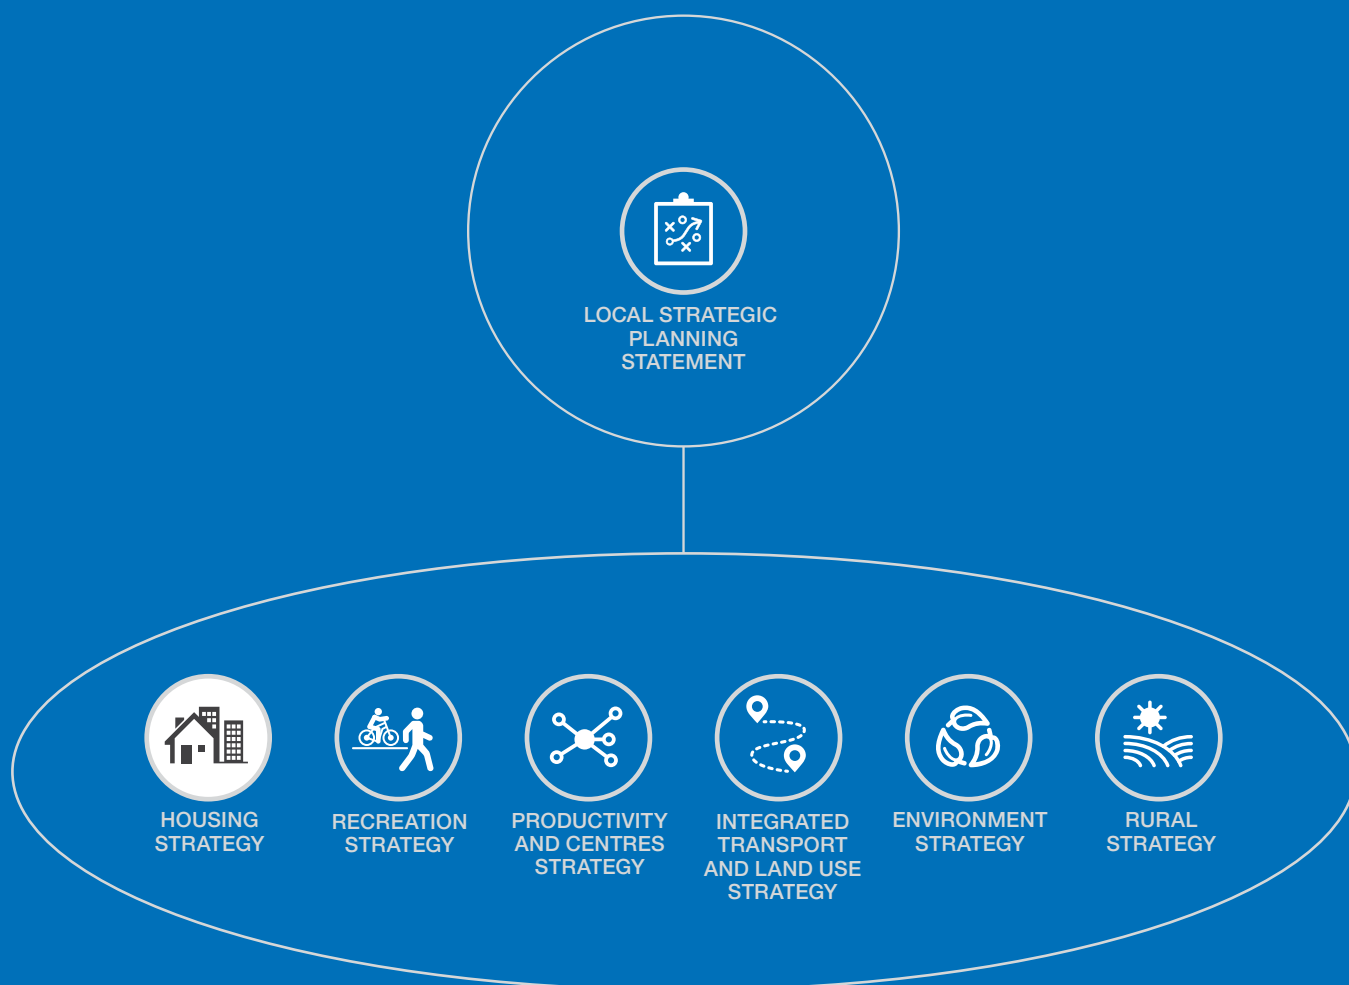 LOCAL STRATEGIC
PLANNING
STATEMENT
HOUSING
STRATEGY
RECREATION
STRATEGY
PRODUCTIVITY
AND CENTRES
STRATEGY
INTEGRATED
TRANSPORT
AND LAND USE
STRATEGY
ENVIRONMENT
STRATEGY
RURAL
STRATEGY